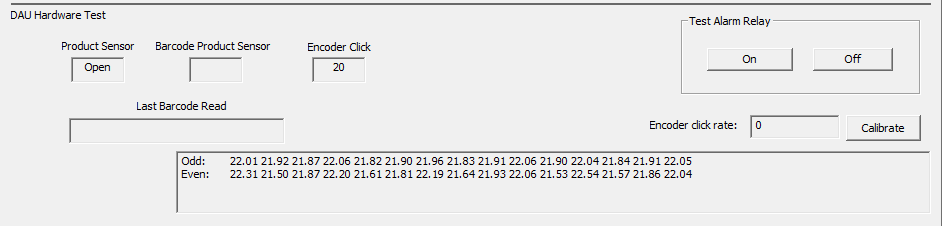 DAU Hardware Test
Test Alarm Relay
Product Sensor Barcode Product Sensor Encoder Click
Open 20
On Off
Last Barcode Read
Encoder click rate: 0 Calibrate
Odd: 22.01 21.92 21.87 22.06 21.82 21.90 21.96 21.83 21.91 22.06 21.90 22.04 21.84 21.91 22.05
Even: 22.31 21.50 21.87 22.20 21.61 21.81 22.19 21.64 21.93 22.06 21.53 22.54 21.57 21.86 22.04